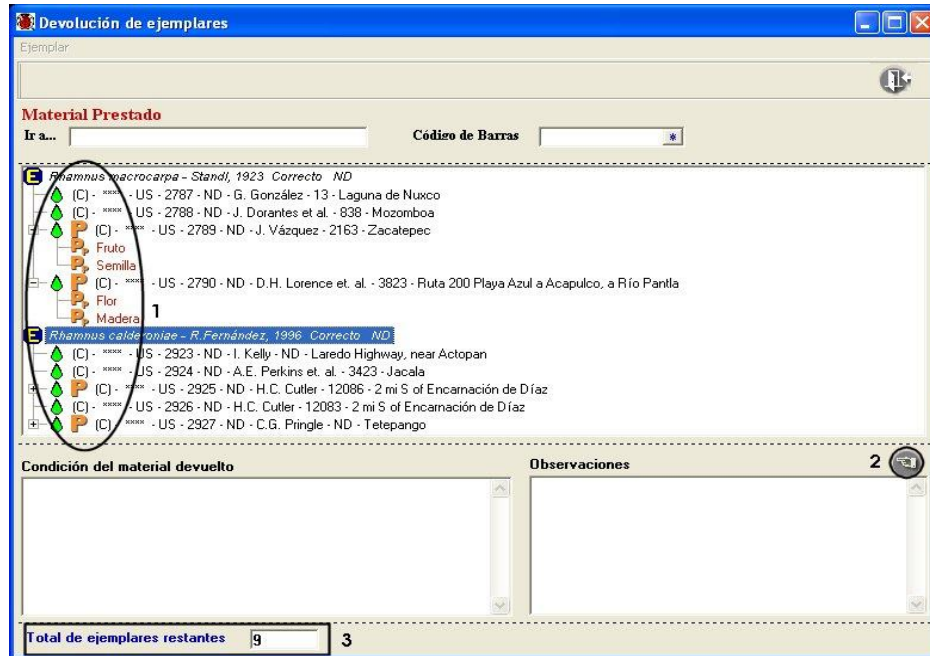 Devolución de ejemplares
Ejemplar
Material Prestado
Ir a... Código de Barras *
E Rhamnus macrocarpa - Standl, 1923 Correcto ND
(C) - **** - US - 2787 - ND - G. González - 13 - Laguna de Nuxco
(C) - **** - US - 2788 - ND - J. Dorantes et al. - 838 - Mozomboa
P (C) - **** - US - 2789 - ND - J. Vázquez - 2163 - Zacatepec
PP Fruto
PP Semilla
P (C) - **** - US - 2790 - ND - D.H. Lorence et. al. - 3823 - Ruta 200 Playa Azul a Acapulco, a Río Pantla
PP Flor
PP Madera
1
E Rhamnus calderoniae - R.Fernández, 1996 Correcto ND
(C) - **** - US - 2923 - ND - I. Kelly - ND - Laredo Highway, near Actopan
(C) - **** - US - 2924 - ND - A.E. Perkins et. al. - 3423 - Jacala
P (C) - **** - US - 2925 - ND - H.C. Cutler - 12086 - 2 mi S of Encarnación de Díaz
(C) - **** - US - 2926 - ND - H.C. Cutler - 12083 - 2 mi S of Encarnación de Díaz
P (C) - **** - US - 2927 - ND - C.G. Pringle - ND - Tetepango
Condición del material devuelto Observaciones 2
Total de ejemplares restantes 9 3